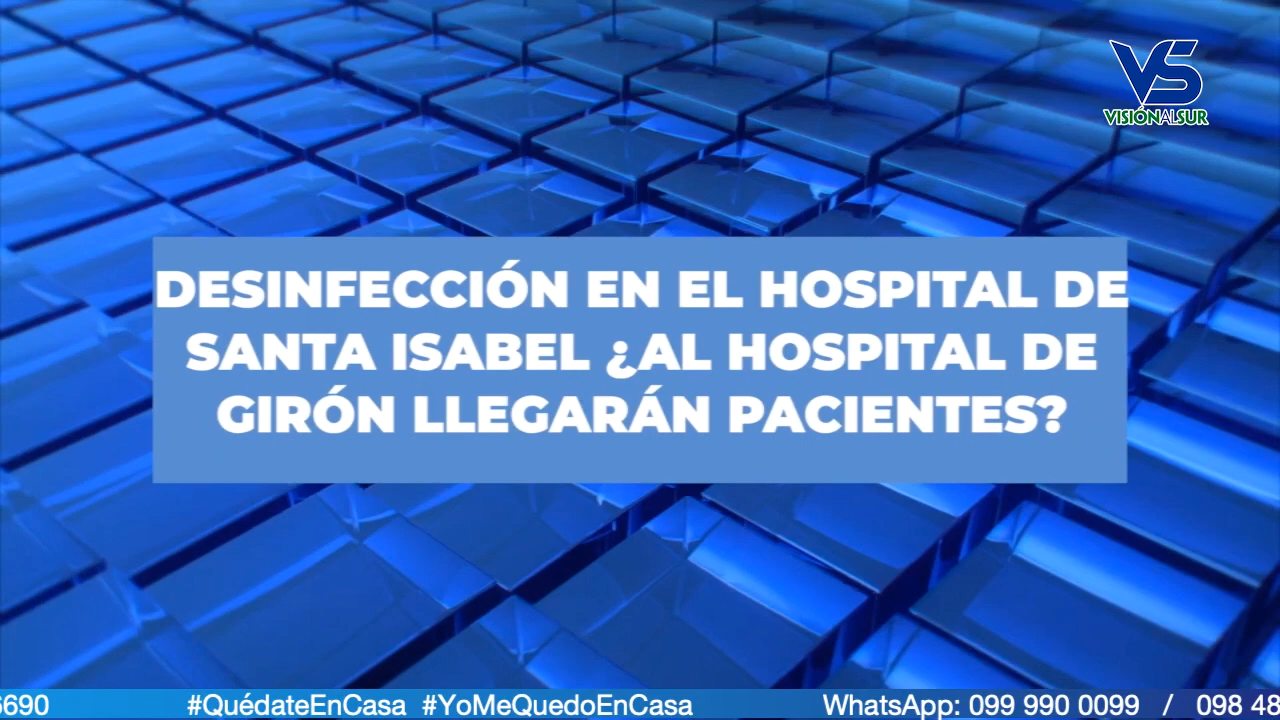 VS
VISIÓNALSUR
DESINFECCIÓN EN EL HOSPITAL DE
SANTA ISABEL ¿AL HOSPITAL DE
GIRÓN LLEGARÁN PACIENTES?
6690 #QuédateEnCasa #YoMeQuedoEnCasa WhatsApp: 099 990 0099 / 098 48